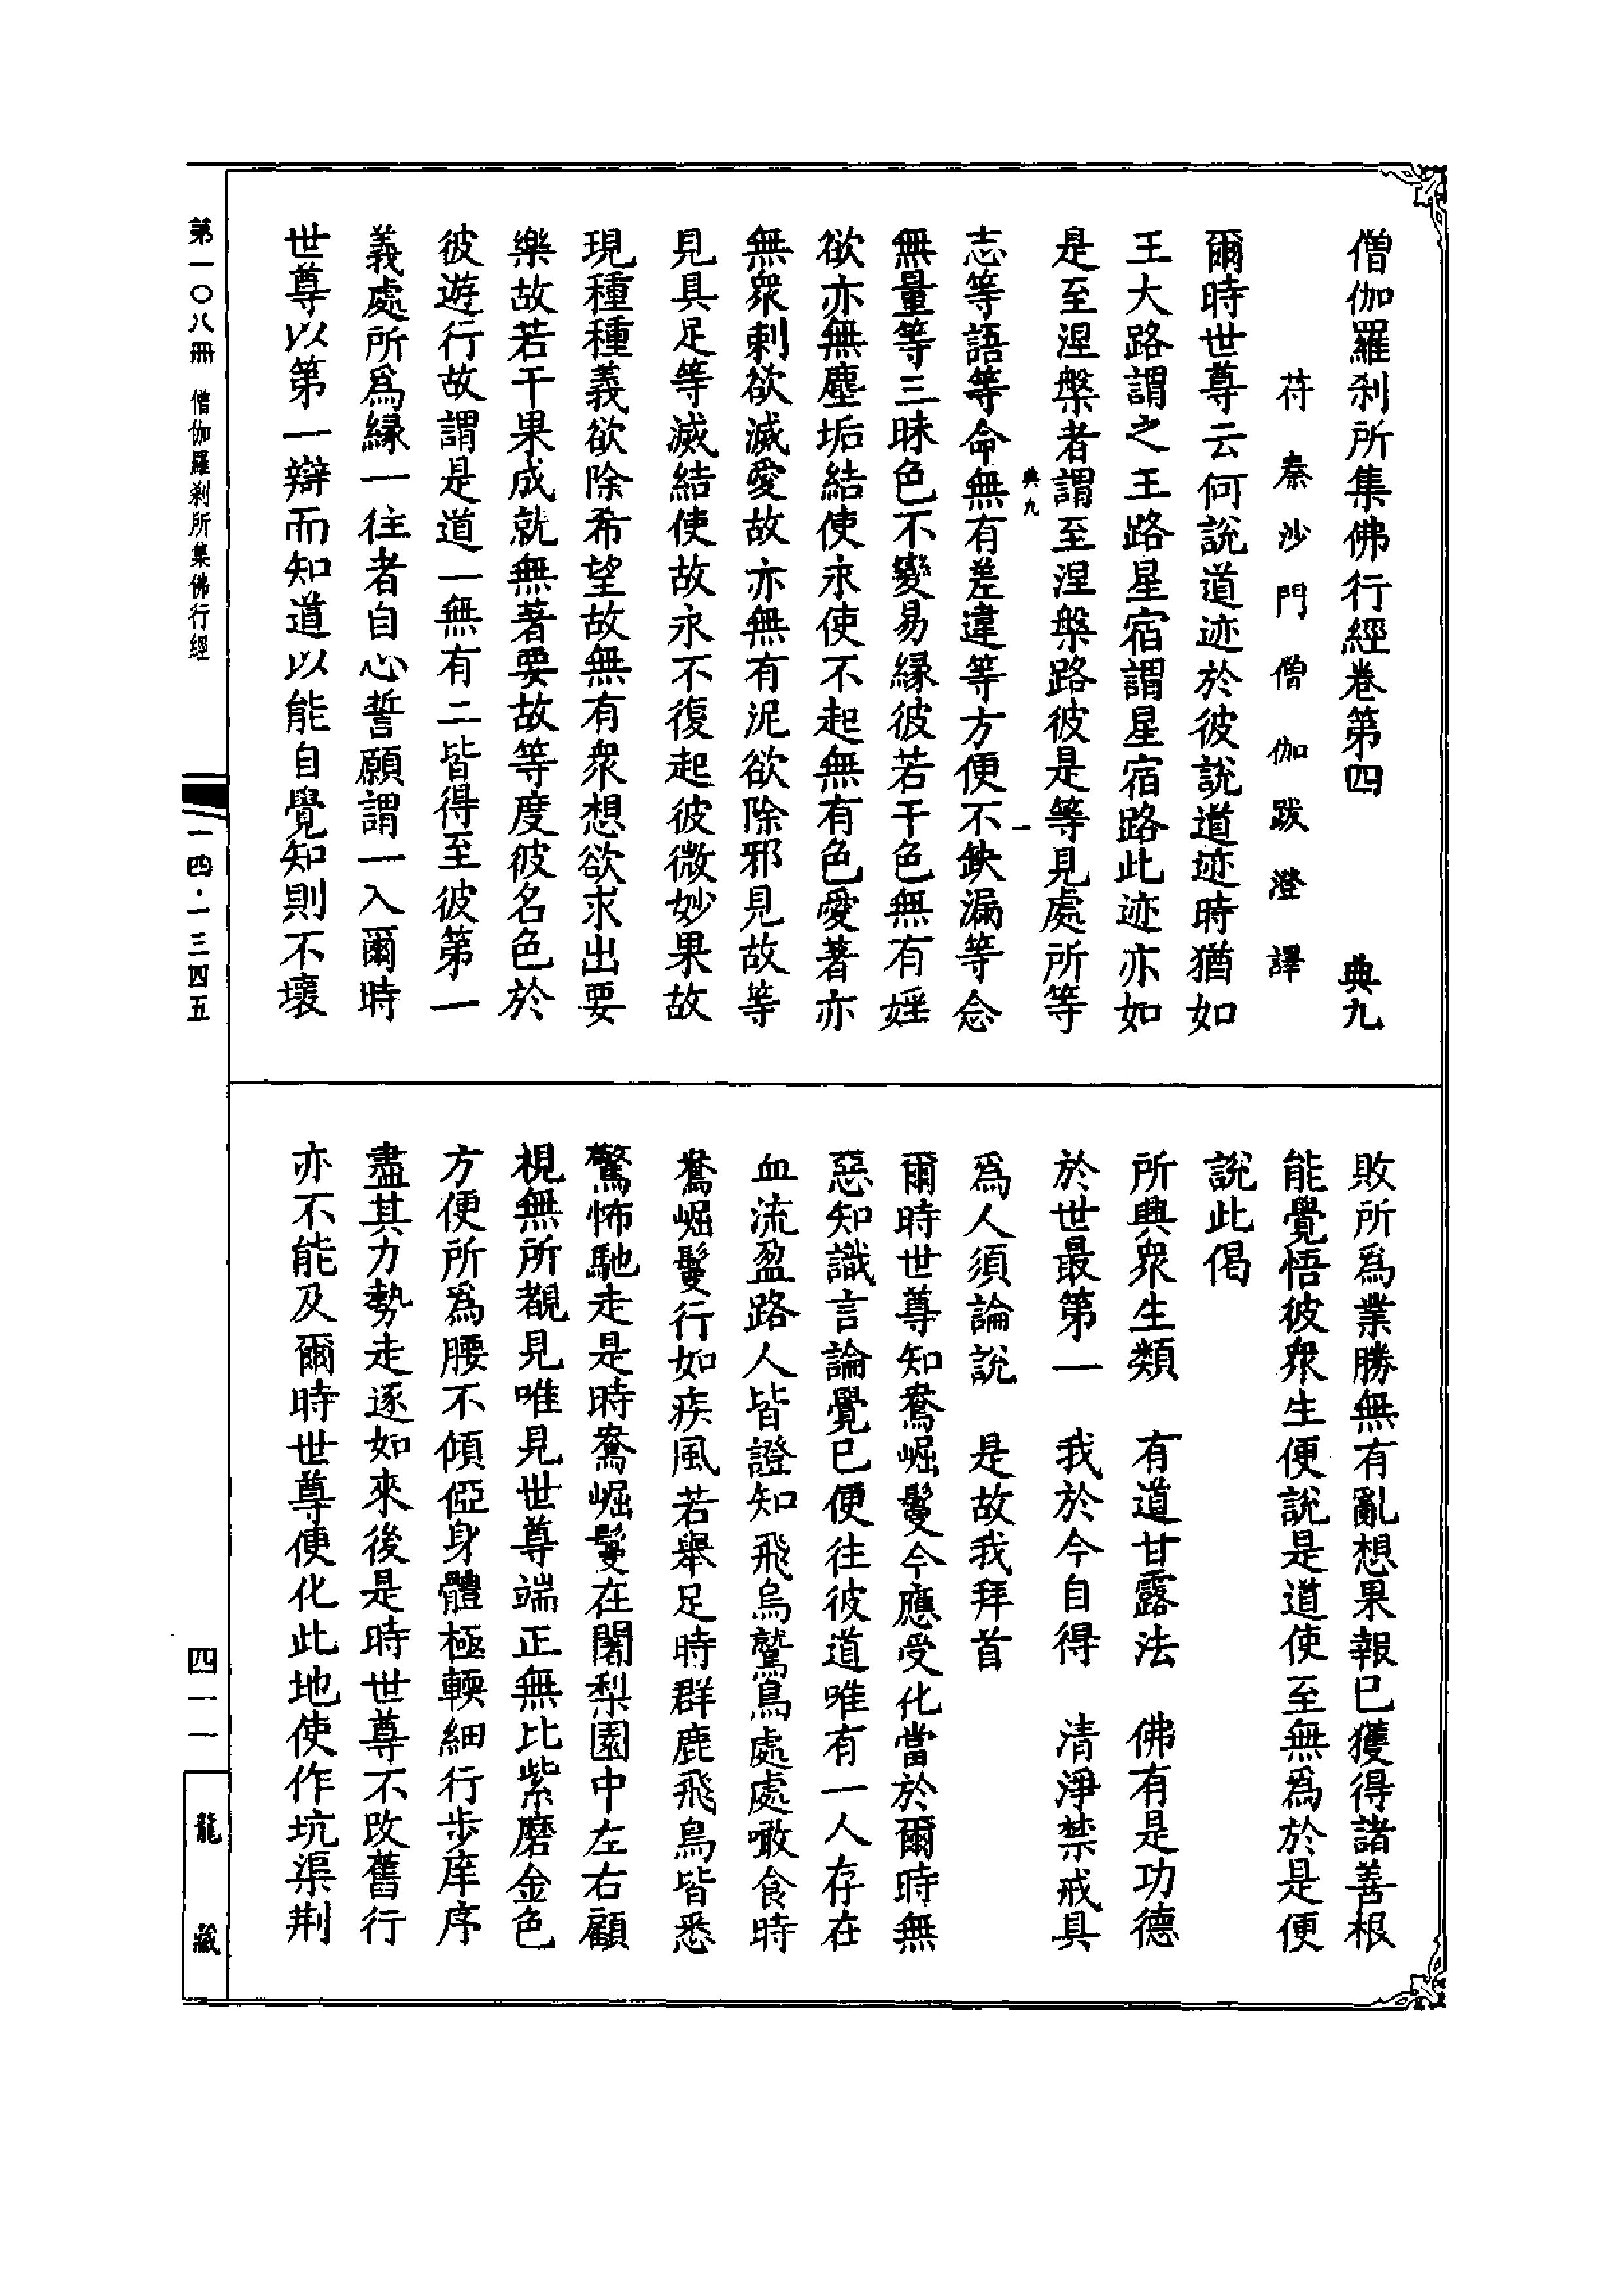 僧伽羅刹所集佛行經卷第四　典九
苻秦沙門僧伽跋澄譯
爾時世尊云何說道迹於彼說道迹時猶如
王大路謂之王路星宿謂星宿路此迹亦如
是至涅槃者謂至涅槃路彼是等見處所等
典九　一
志等語等命無有差違等方便不缺漏等念
無量等三昧色不變易緣彼若干色無有婬
欲亦無塵垢結使永使不起無有色愛著亦
無眾刺欲滅愛故亦無有泥欲除邪見故等
見具足等滅結使故永不復起彼微妙果故
現種種義欲除希望故無有眾想欲求出要
樂故若干果成就無著要故等度彼名色於
彼遊行故謂是道一無有二皆得至彼第一
義處所爲緣一往者自心誓願謂一入爾時
世尊以第一辯而知道以能自覺知則不壞
敗所爲業勝無有亂想果報已獲得諸善根
能覺悟彼眾生便說是道使至無爲於是便
說此偈
所興眾生類　有道甘露法　佛有是功德
於世最第一　我於今自得　清淨禁戒具
爲人須論說　是故我拜首
爾時世尊知鴦崛鬘今應受化當於爾時無
惡知識言論覺已便往彼道唯有一人存在
血流盈路人皆證知飛烏鷲鳥處處噉食時
鴦崛鬘行如疾風若舉足時群鹿飛鳥皆悉
驚怖馳走是時鴦崛鬘在闍梨園中左右顧
視無所覩見唯見世尊端正無比紫磨金色
方便所爲腰不傾俹身體極輭細行步庠序
盡其力勢走逐如來後是時世尊不改舊行
亦不能及爾時世尊便化此地使作坑渠荆
第一〇八冊　僧伽羅刹所集佛行經
一四·一三四五
四一一
龍藏